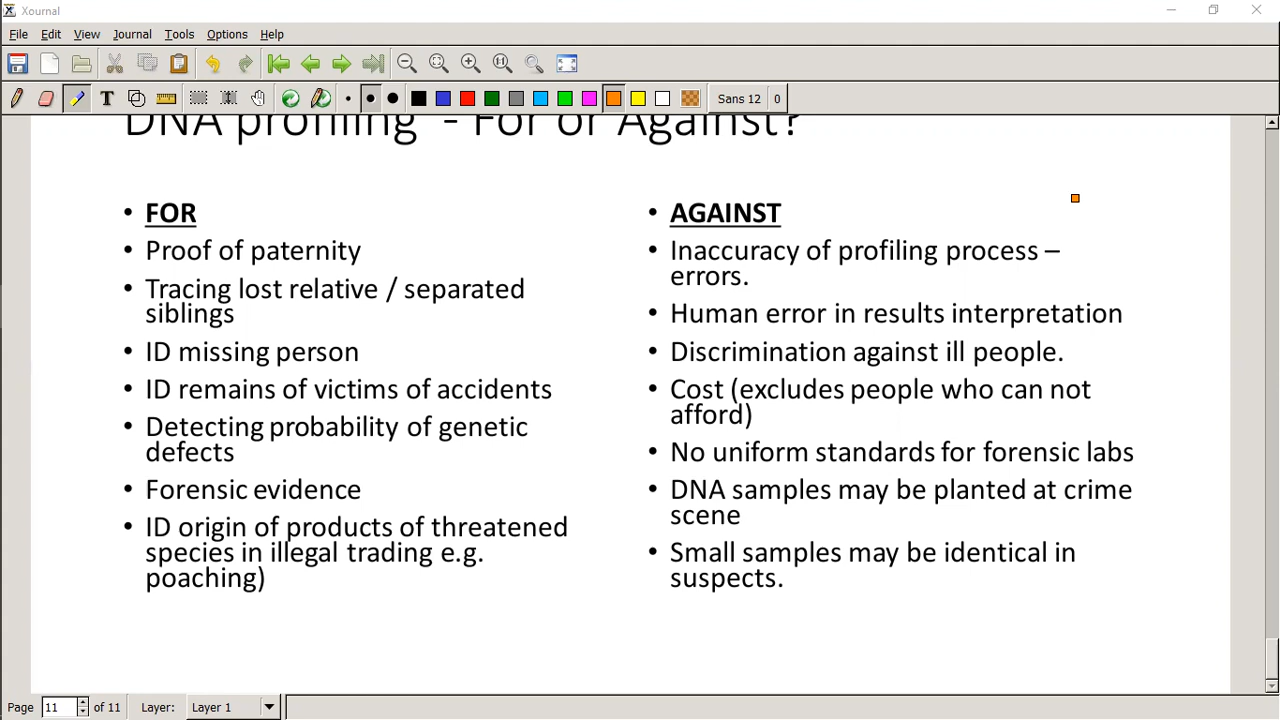 Xournal
File Edit View Journal Tools Options Help
Sans 12 0
DNA profiling - For or Against?
• FOR
• Proof of paternity
• Tracing lost relative / separated
siblings
• ID missing person
• ID remains of victims of accidents
• Detecting probability of genetic
defects
• Forensic evidence
• ID origin of products of threatened
species in illegal trading e.g.
poaching)
• AGAINST
• Inaccuracy of profiling process –
errors.
• Human error in results interpretation
• Discrimination against ill people.
• Cost (excludes people who can not
afford)
• No uniform standards for forensic labs
• DNA samples may be planted at crime
scene
• Small samples may be identical in
suspects.
Page 11 of 11 Layer: Layer 1